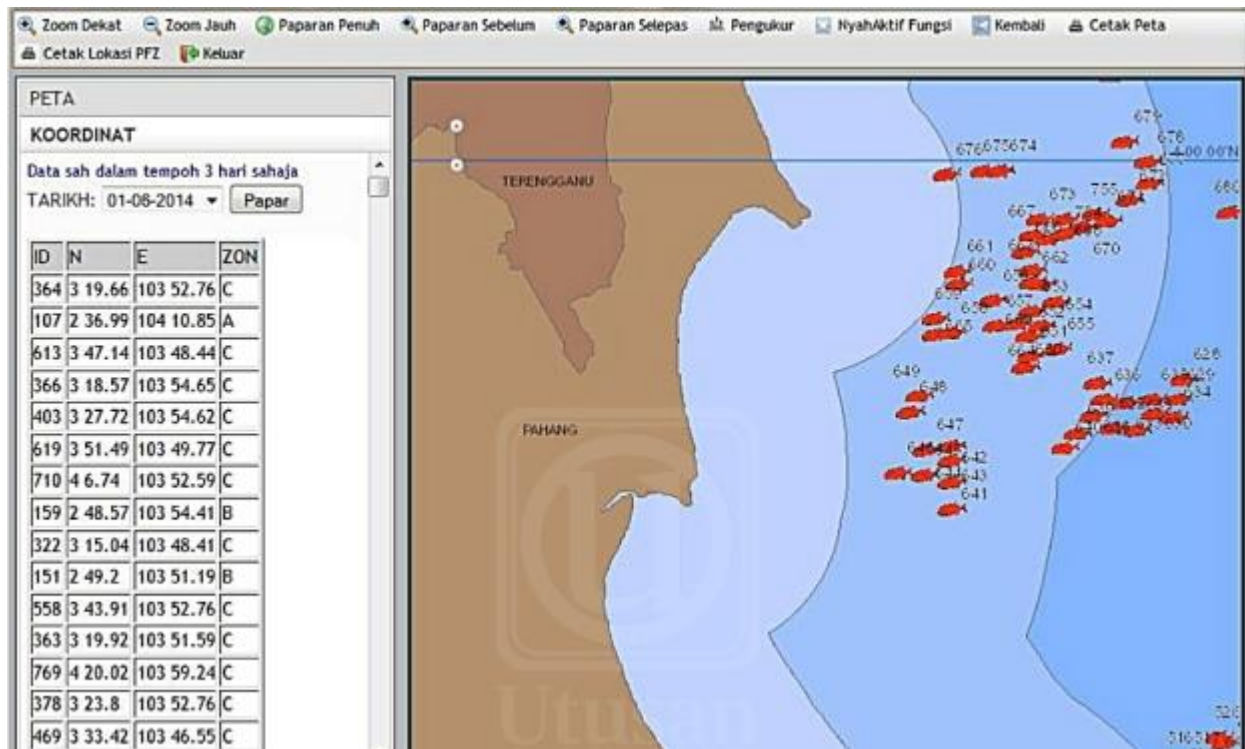 Zoom Dekat Zoom Jauh Paparan Penuh Paparan Sebelum Paparan Selepas Pengukur NyahAktif Fungsi Kembali Cetak Peta
Cetak Lokasi PFZ Keluar
PETA
KOORDINAT
Data sah dalam tempoh 3 hari sahaja
TARIKH: 01-06-2014 Papar
ID N E ZON
364 3 19.66 103 52.76 C
107 2 36.99 104 10.85 A
613 3 47.14 103 48.44 C
366 3 18.57 103 54.65 C
403 3 27.72 103 54.62 C
619 3 51.49 103 49.77 C
710 4 6.74 103 52.59 C
159 2 48.57 103 54.41 B
322 3 15.04 103 48.41 C
151 2 49.2 103 51.19 B
558 3 43.91 103 52.76 C
363 3 19.92 103 51.59 C
769 4 20.02 103 59.24 C
378 3 23.8 103 52.76 C
469 3 33.42 103 46.55 C
679
678
676 675 674
TERENGGANU
680
673 755
667
670
661
662
660
654
655
637
628
636
649
648
634
PAHANG
647
642
643
641
Utusan
526